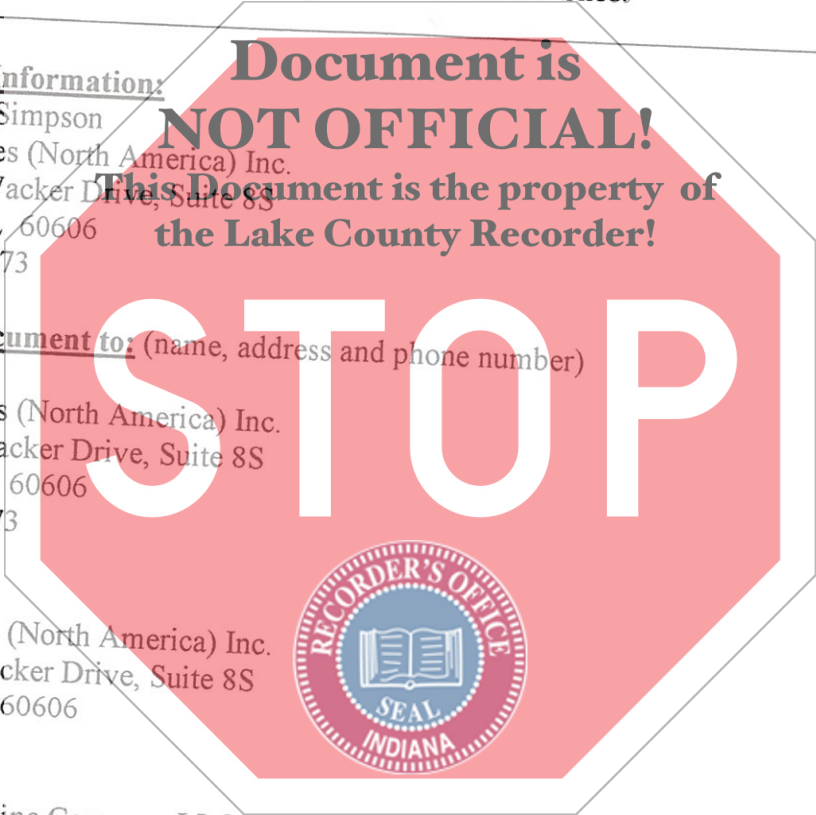 Document is
nformation:
NOT OFFICIAL!
Simpson
es (North America) Inc.
This Document is the property of
acker Drive, Suite 8S
the Lake County Recorder!
60606
73
STOP
cument to: (name, address and phone number)
s (North America) Inc.
acker Drive, Suite 8S
60606
73
RECORDER'S OFFICE
SEAL
INDIANA
(North America) Inc.
cker Drive, Suite 8S
60606